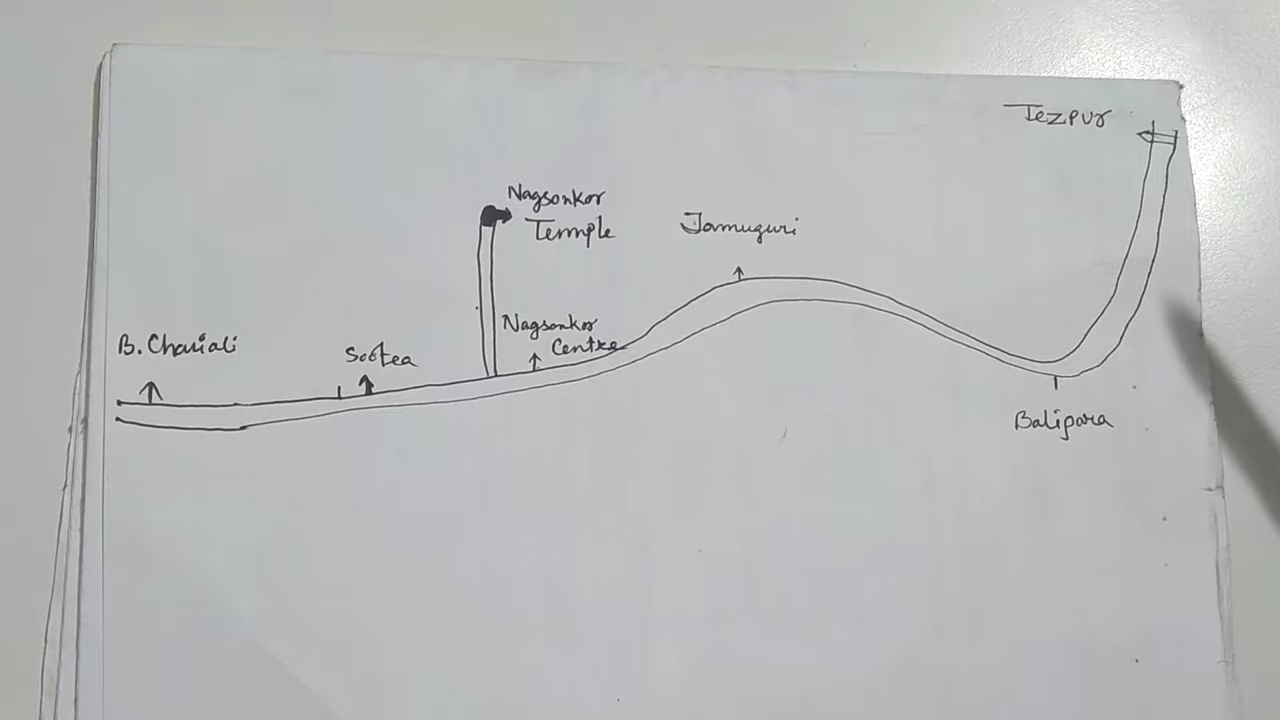 Tezpur
Nagsonkor
Temple
Jamuguri
Nagsonkor
Centre
B. Chariali
Sootea
Balipara